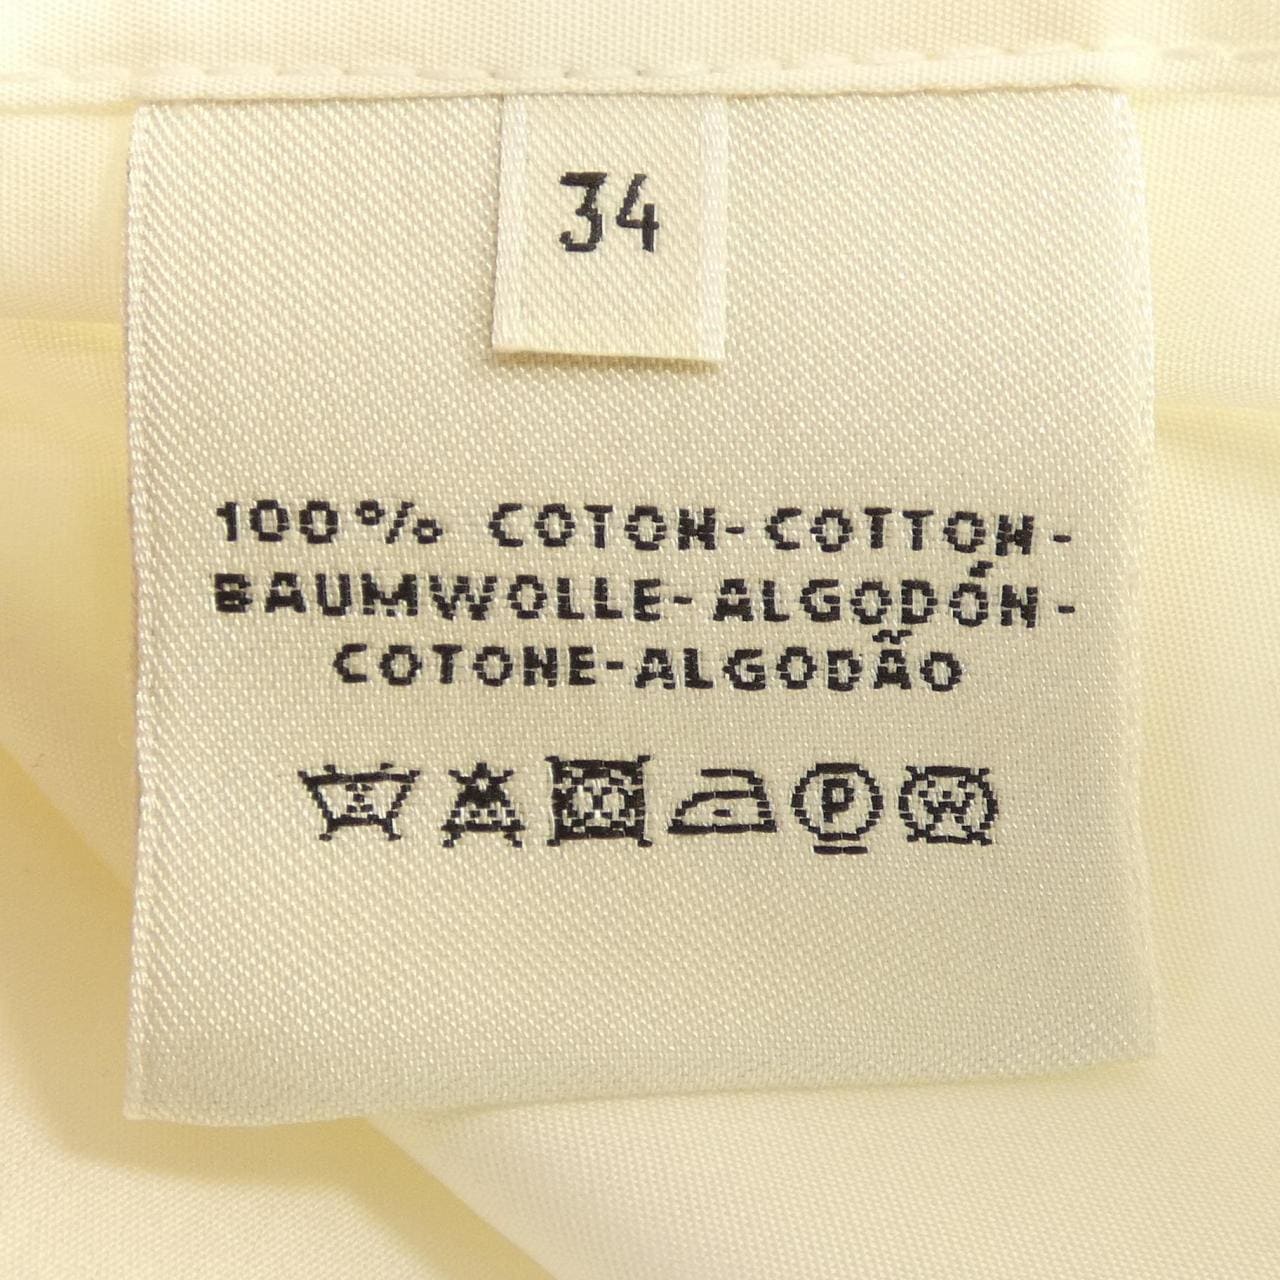 34
100% COTON-COTTON-
BAUMWOLLE-ALGODÓN-
COTONE-ALGODÃO
P W